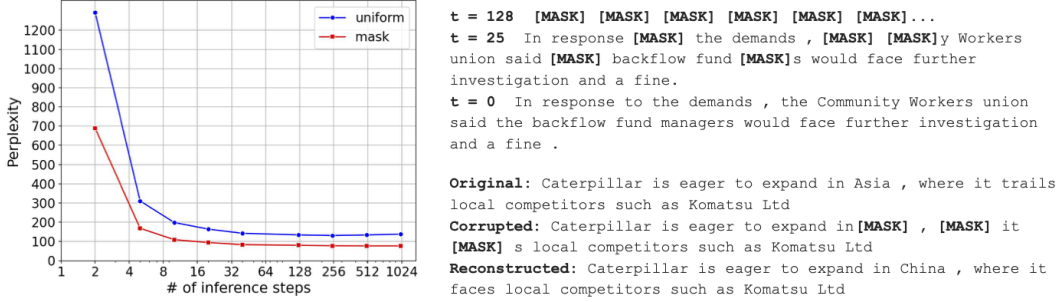 1200
1100
1000
900
800
700
600
500
400
300
200
100
0
Perplexity
1 2 4 8 16 32 64 128 256 512 1024
# of inference steps
uniform
mask
t = 128 [MASK] [MASK] [MASK] [MASK] [MASK] [MASK]...
t = 25 In response [MASK] the demands , [MASK] [MASK]y Workers
union said [MASK] backflow fund [MASK]s would face further
investigation and a fine.
t = 0 In response to the demands , the Community Workers union
said the backflow fund managers would face further investigation
and a fine .
Original: Caterpillar is eager to expand in Asia , where it trails
local competitors such as Komatsu Ltd
Corrupted: Caterpillar is eager to expand in[MASK] , [MASK] it
[MASK] s local competitors such as Komatsu Ltd
Reconstructed: Caterpillar is eager to expand in China , where it
faces local competitors such as Komatsu Ltd